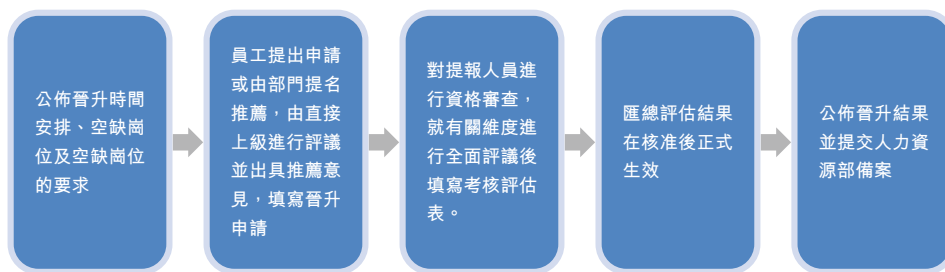 公佈晉升時間
安排、空缺崗
位及空缺崗位
的要求
員工提出申請
或由部門提名
推薦，由直接
上級進行評議
並出具推薦意
見，填寫晉升
申請
對提報人員進
行資格審查，
就有關維度進
行全面評議後
填寫考核評估
表。
匯總評估結果
在核准後正式
生效
公佈晉升結果
並提交人力資
源部備案